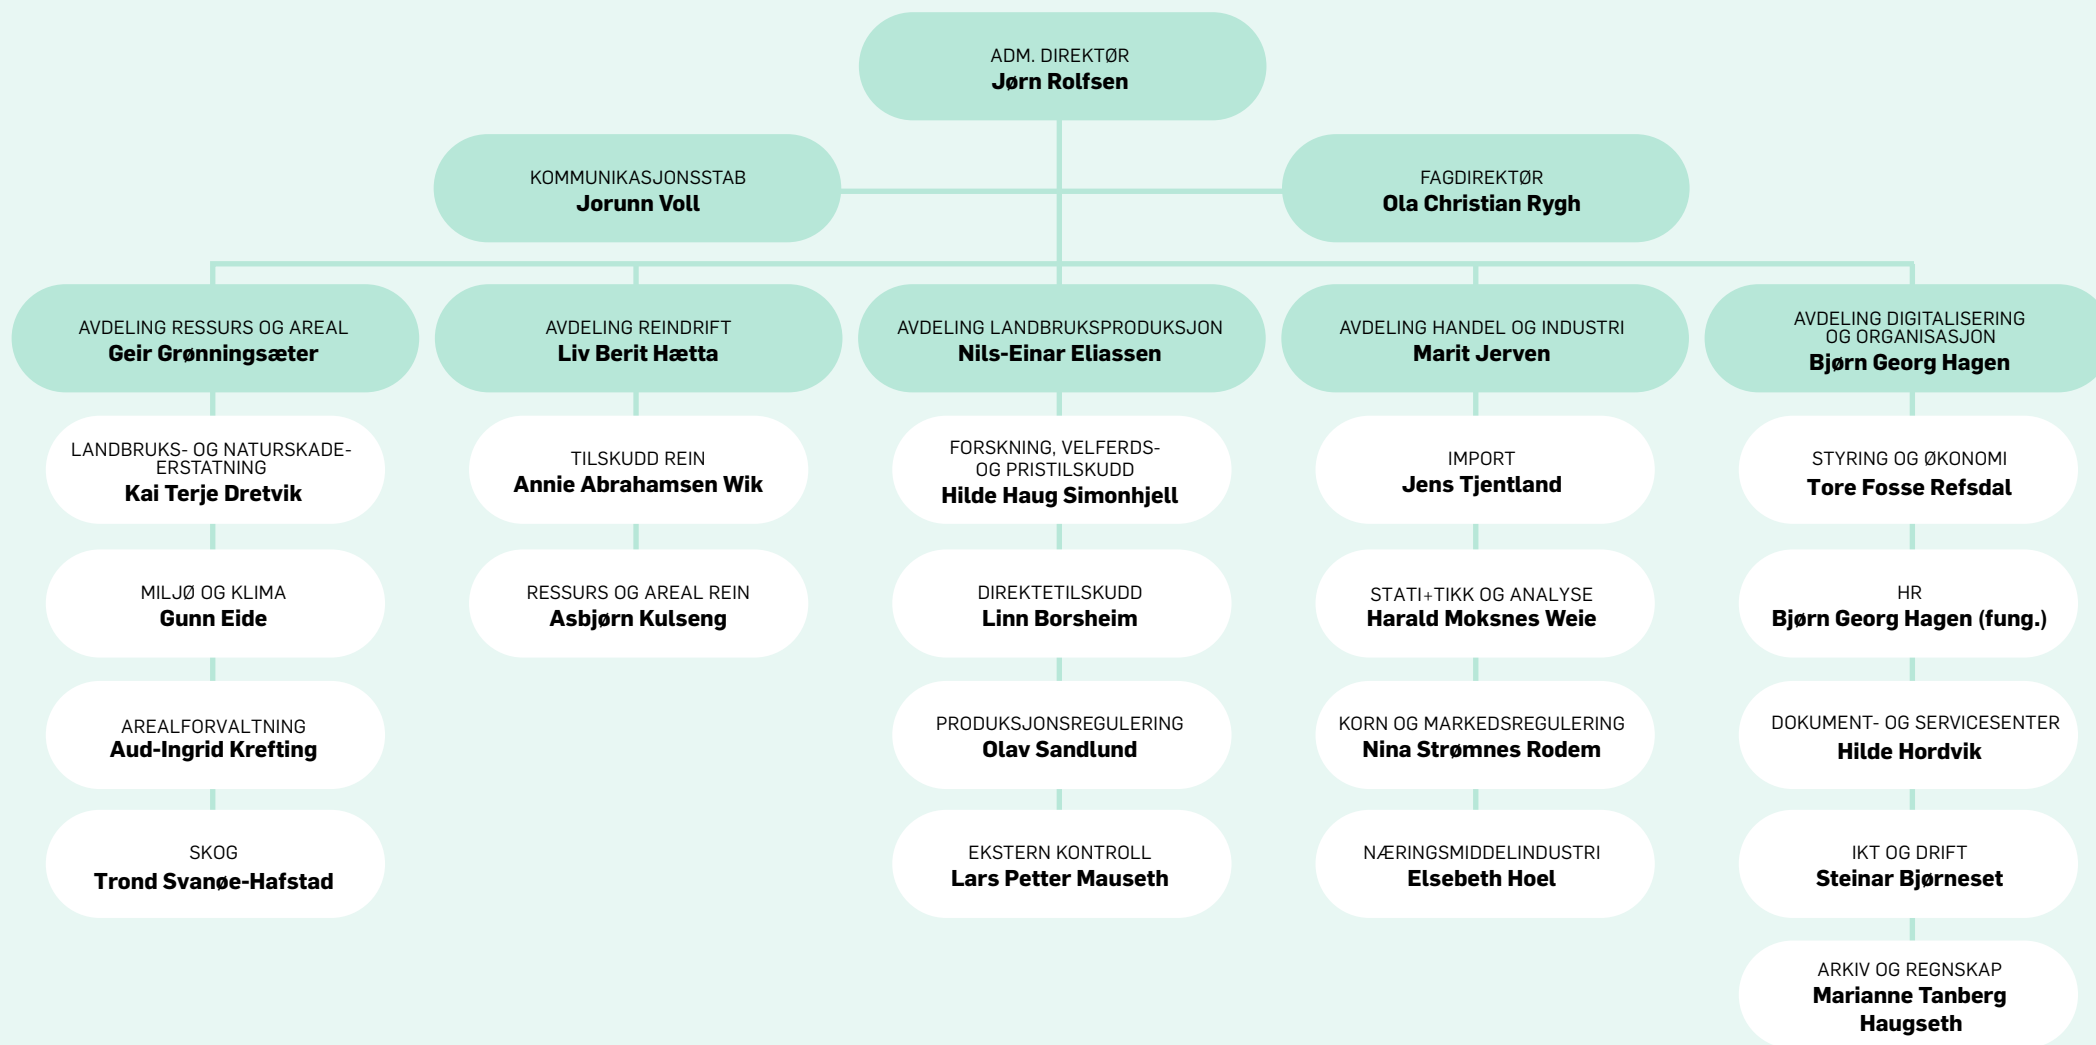 ADM. DIREKTØR
Jørn Rolfsen
KOMMUNIKASJONSSTAB
Jorunn Voll
FAGDIREKTØR
Ola Christian Rygh
AVDELING RESSURS OG AREAL
Geir Grønningsæter
AVDELING REINDRIFT
Liv Berit Hætta
AVDELING LANDBRUKSPRODUKSJON
Nils-Einar Eliassen
AVDELING HANDEL OG INDUSTRI
Marit Jerven
AVDELING DIGITALISERING
OG ORGANISASJON
Bjørn Georg Hagen
LANDBRUKS- OG NATURSKADE-
ERSTATNING
Kai Terje Dretvik
TILSKUDD REIN
Annie Abrahamsen Wik
FORSKNING, VELFERDS-
OG PRISTILSKUDD
Hilde Haug Simonhjell
IMPORT
Jens Tjentland
STYRING OG ØKONOMI
Tore Fosse Refsdal
MILJØ OG KLIMA
Gunn Eide
RESSURS OG AREAL REIN
Asbjørn Kulseng
DIREKTETILSKUDD
Linn Borsheim
STATI+TIKK OG ANALYSE
Harald Moksnes Weie
HR
Bjørn Georg Hagen (fung.)
AREALFORVALTNING
Aud-Ingrid Krefting
PRODUKSJONSREGULERING
Olav Sandlund
KORN OG MARKEDSREGULERING
Nina Strømnes Rodem
DOKUMENT- OG SERVICESENTER
Hilde Hordvik
SKOG
Trond Svanøe-Hafstad
EKSTERN KONTROLL
Lars Petter Mauseth
NÆRINGSMIDDELINDUSTRI
Elsebeth Hoel
IKT OG DRIFT
Steinar Bjørneset
ARKIV OG REGNSKAP
Marianne Tanberg
Haugseth